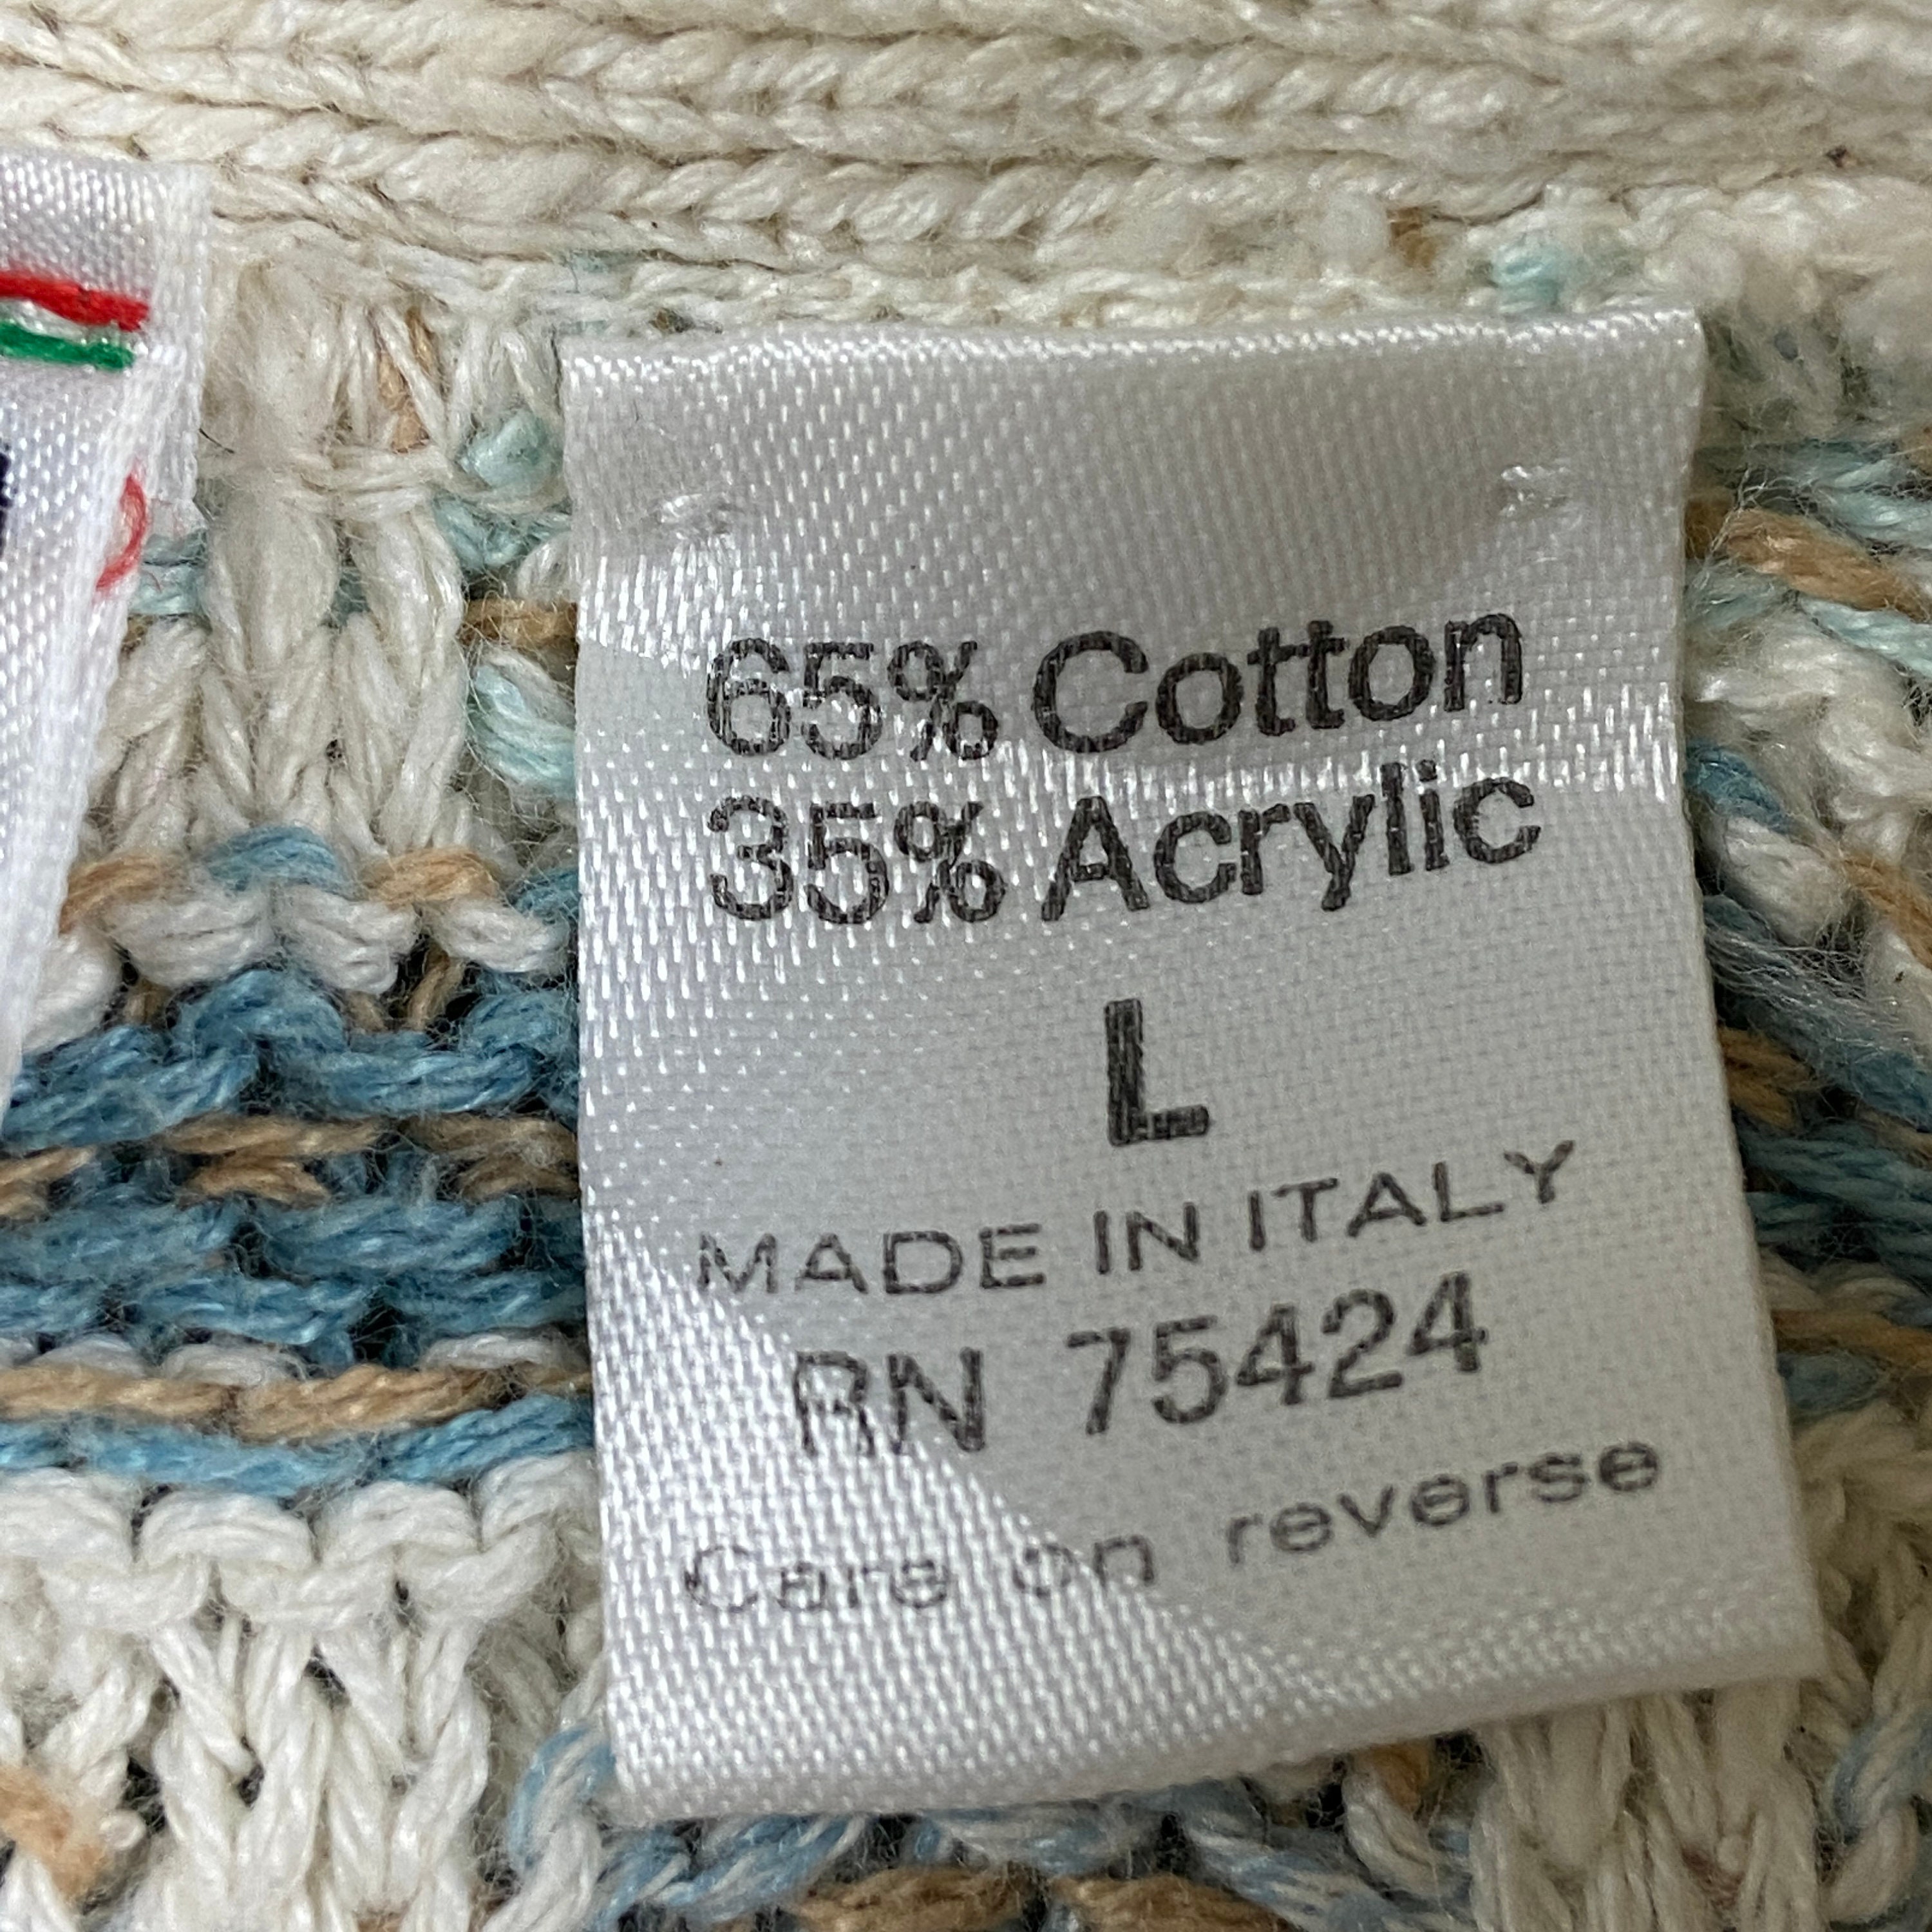 65% Cotton
35% Acrylic
L
MADE IN ITALY
RN 75424
Care on reverse